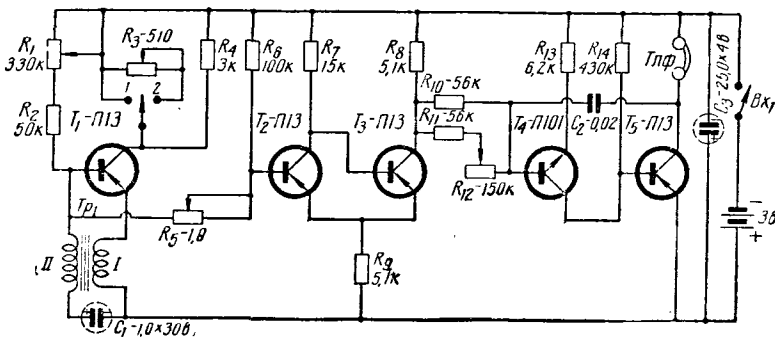 R₁
330к
R₃-510
1 2
R₂
50к
T₁-П13
R₄
3к
R₆
100к
R₇
15к
R₈
5,1к
R₁₀-56к
R₁₁-56к
R₁₂-150к
T₂-П13
T₃-П13
T₄-П101
R₁₃
6,2к
R₁₄
430к
C₂-0,02
T₅-П13
Тлф
C₃-25,0×4в
Вк₁
3в
Тр₁
II I
R₅-1,8
R₉
5,1к
C₁-1,0×30в